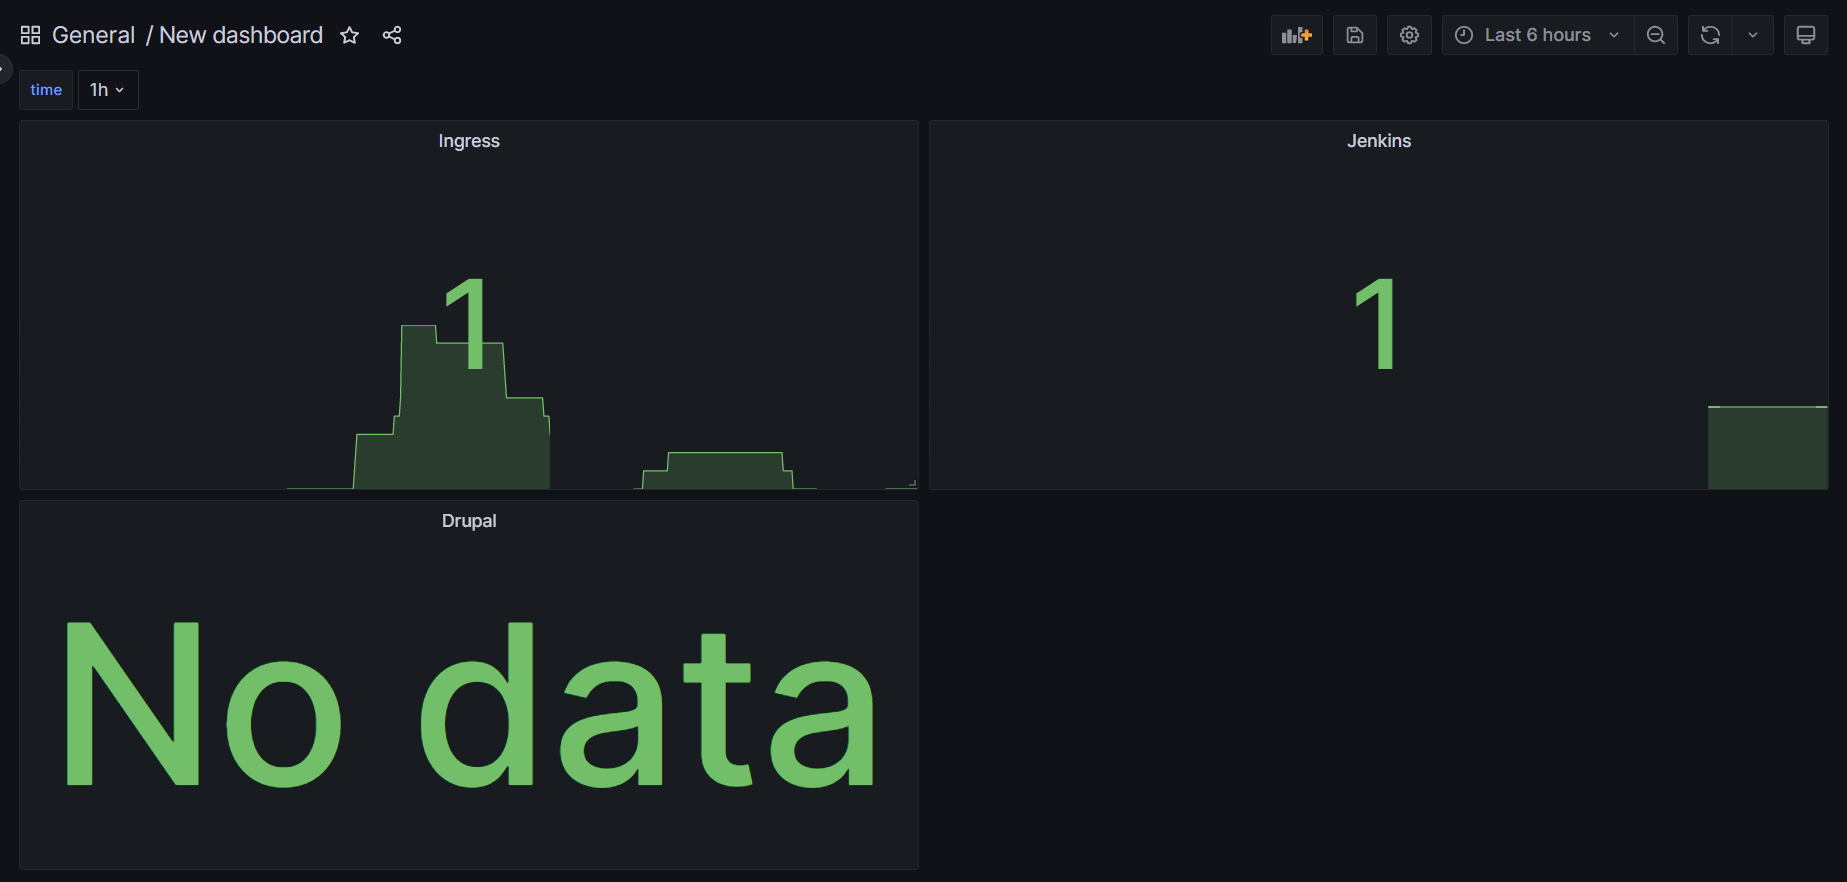 General / New dashboard
Last 6 hours
time 1h
Ingress
1
Jenkins
1
Drupal
No data